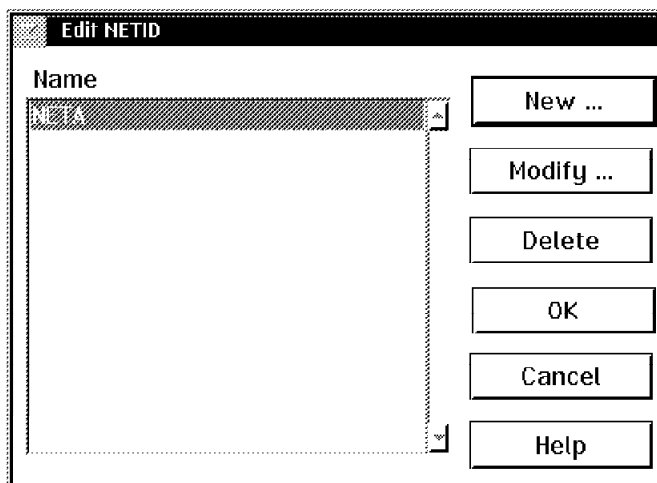 Edit NETID
Name
NETA
New ...
Modify ...
Delete
OK
Cancel
Help